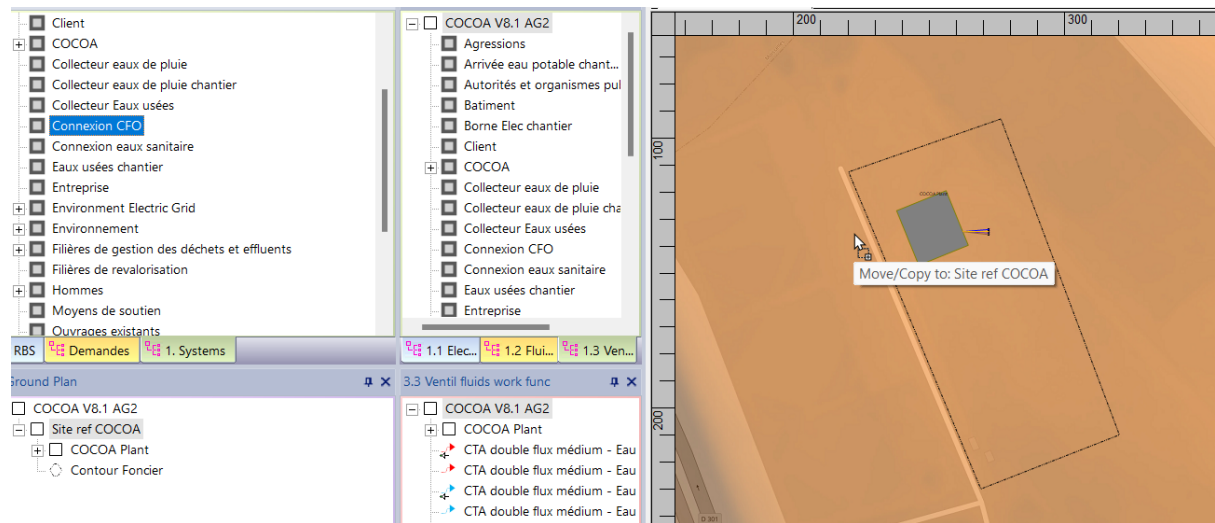 Client
COCOA
Collecteur eaux de pluie
Collecteur eaux de pluie chantier
Collecteur Eaux usées
Connexion CFO
Connexion eaux sanitaire
Eaux usées chantier
Entreprise
Environment Electric Grid
Environnement
Filières de gestion des déchets et effluents
Filières de revalorisation
Hommes
Moyens de soutien
Ouvrages existants
RBS
Demandes
1. Systems
COCOA V8.1 AG2
Agressions
Arrivée eau potable chant...
Autorités et organismes pul
Batiment
Borne Elec chantier
Client
COCOA
Collecteur eaux de pluie
Collecteur eaux de pluie cha
Collecteur Eaux usées
Connexion CFO
Connexion eaux sanitaire
Eaux usées chantier
Entreprise
1.1 Elec...
1.2 Flui...
1.3 Ven...
Ground Plan
COCOA V8.1 AG2
Site ref COCOA
COCOA Plant
Contour Foncier
3.3 Ventil fluids work func
COCOA V8.1 AG2
COCOA Plant
CTA double flux médium - Eau
CTA double flux médium - Eau
CTA double flux médium - Eau
CTA double flux médium - Eau
200
300
100
200
COCOA Plant
Move/Copy to: Site ref COCOA
D 301